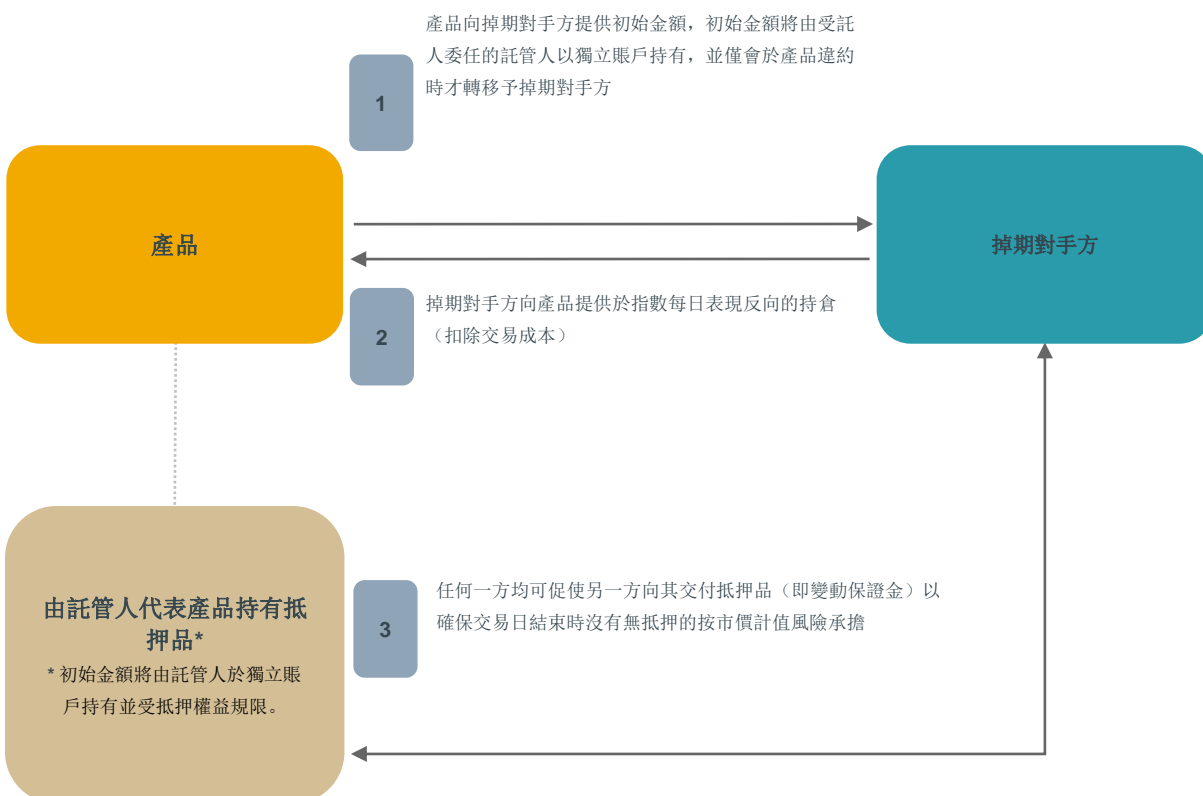 產品向掉期對手方提供初始金額，初始金額將由受託
人委任的託管人以獨立賬戶持有，並僅會於產品違約
時才轉移予掉期對手方
1
產品
掉期對手方
掉期對手方向產品提供於指數每日表現反向的持倉
（扣除交易成本）
2
由託管人代表產品持有抵
押品*
* 初始金額將由託管人於獨立賬
戶持有並受抵押權益規限。
任何一方均可促使另一方向其交付抵押品（即變動保證金）以
確保交易日結束時沒有無抵押的按市價計值風險承擔
3